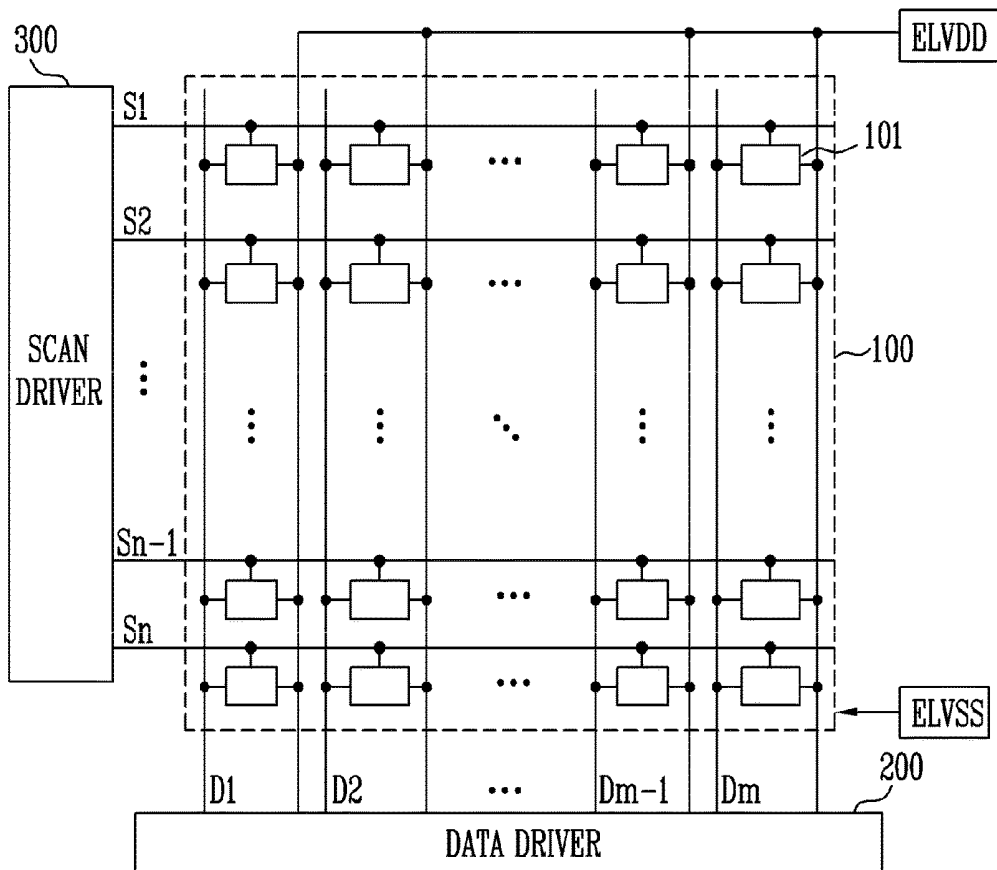 300
ELVDD
S1
101
S2
SCAN
DRIVER
100
Sn-1
Sn
ELVSS
D1 D2 Dm-1 Dm
200
DATA DRIVER